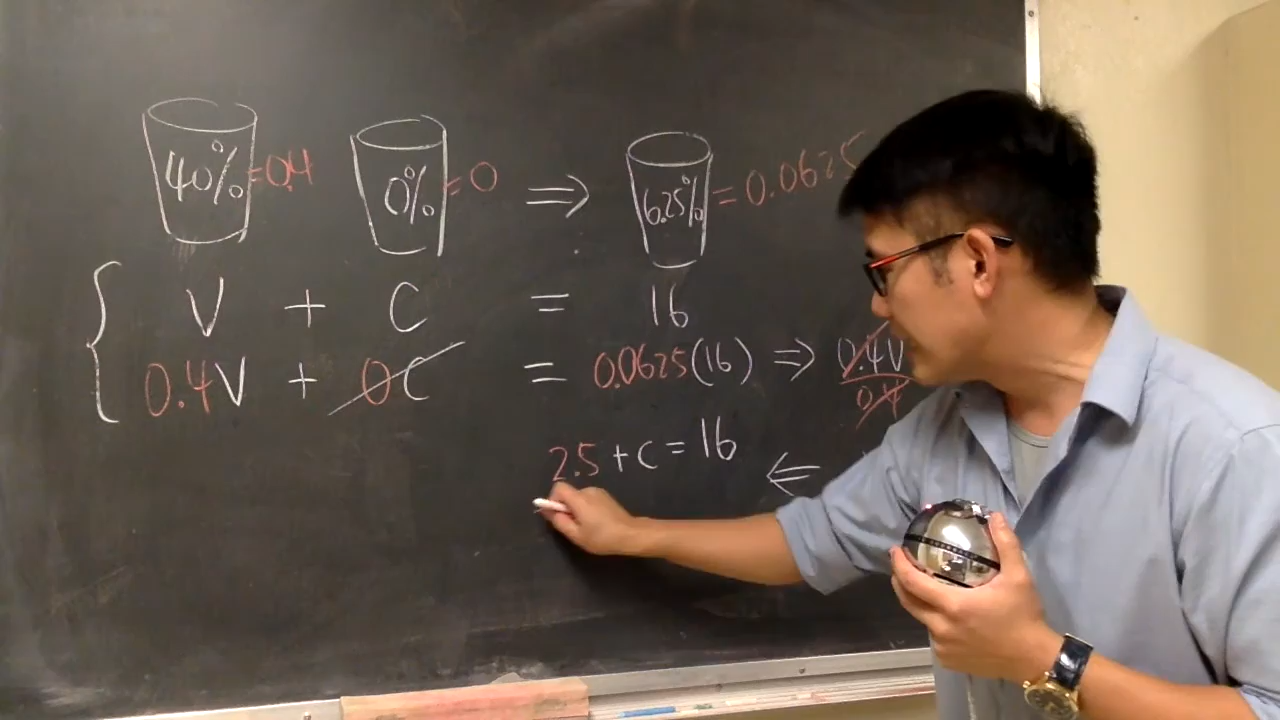 40% = 0.4 0% = 0 ⇒ 6.25% = 0.0625
{ V + C = 16
0.4V + 0C = 0.0625(16) ⇒ 0.4V
0.4
2.5 + C = 16 ⇐